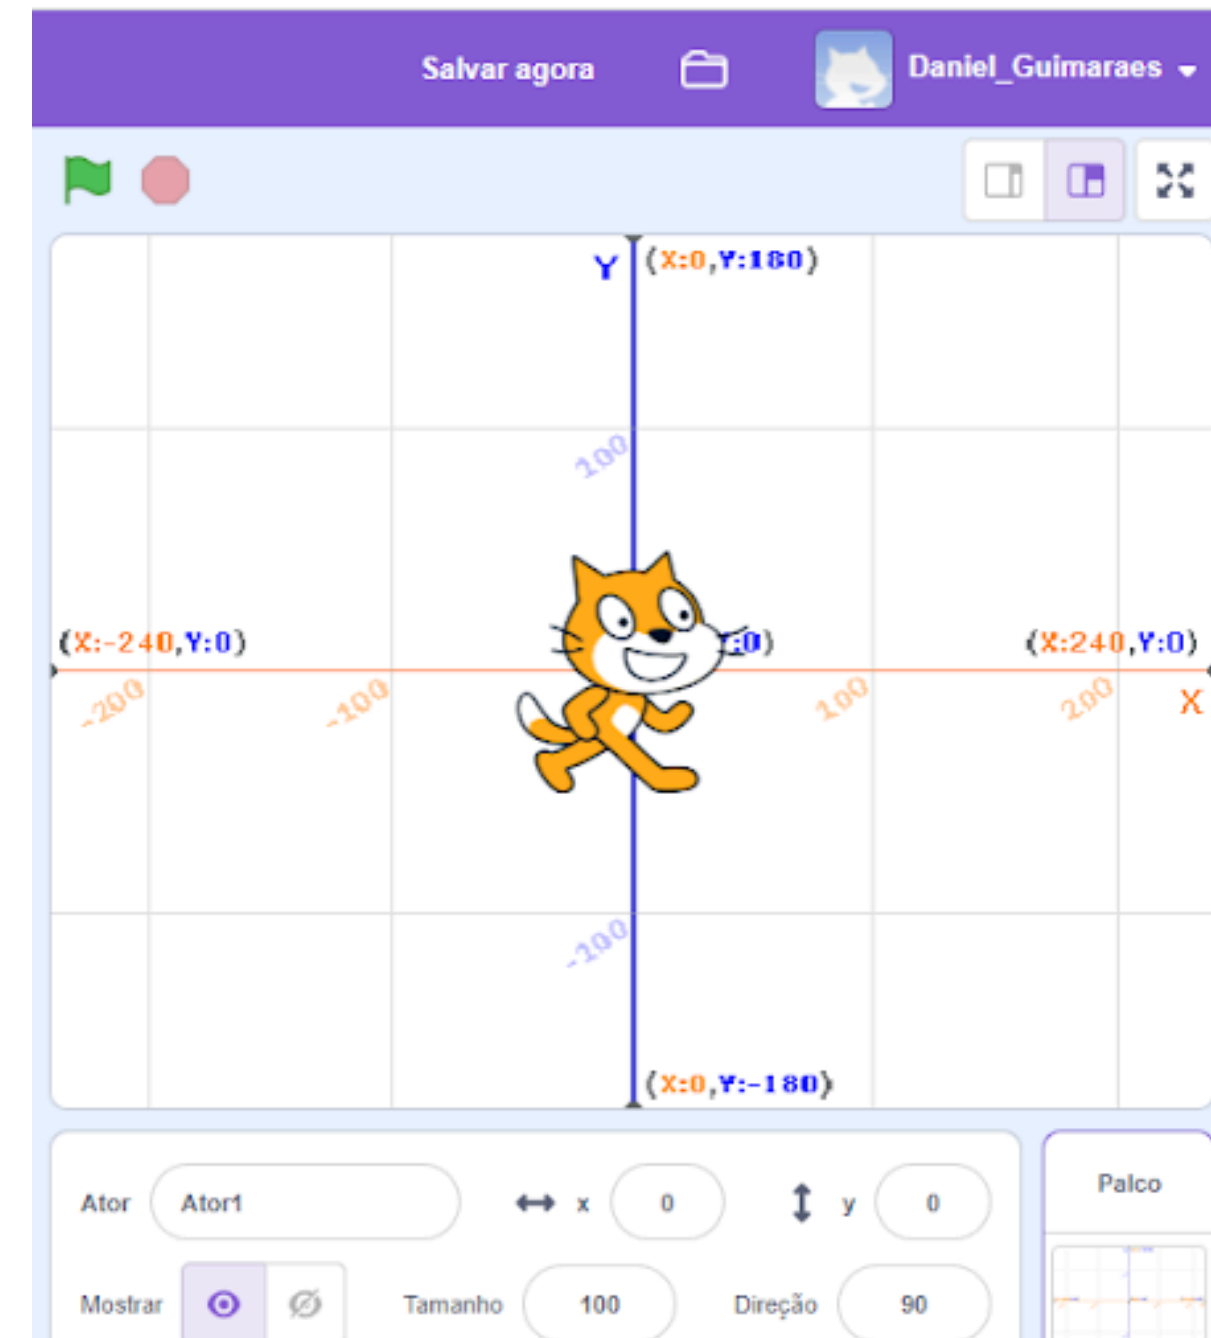 Salvar agora
Daniel_Guimaraes
Y
(X:0,Y:180)
100
(X:-240,Y:0)
:0)
(X:240,Y:0)
-200
-100
100
200
X
-100
(X:0,Y:-180)
Ator Ator1 x 0 y 0
Palco
Mostrar Tamanho 100 Direção 90